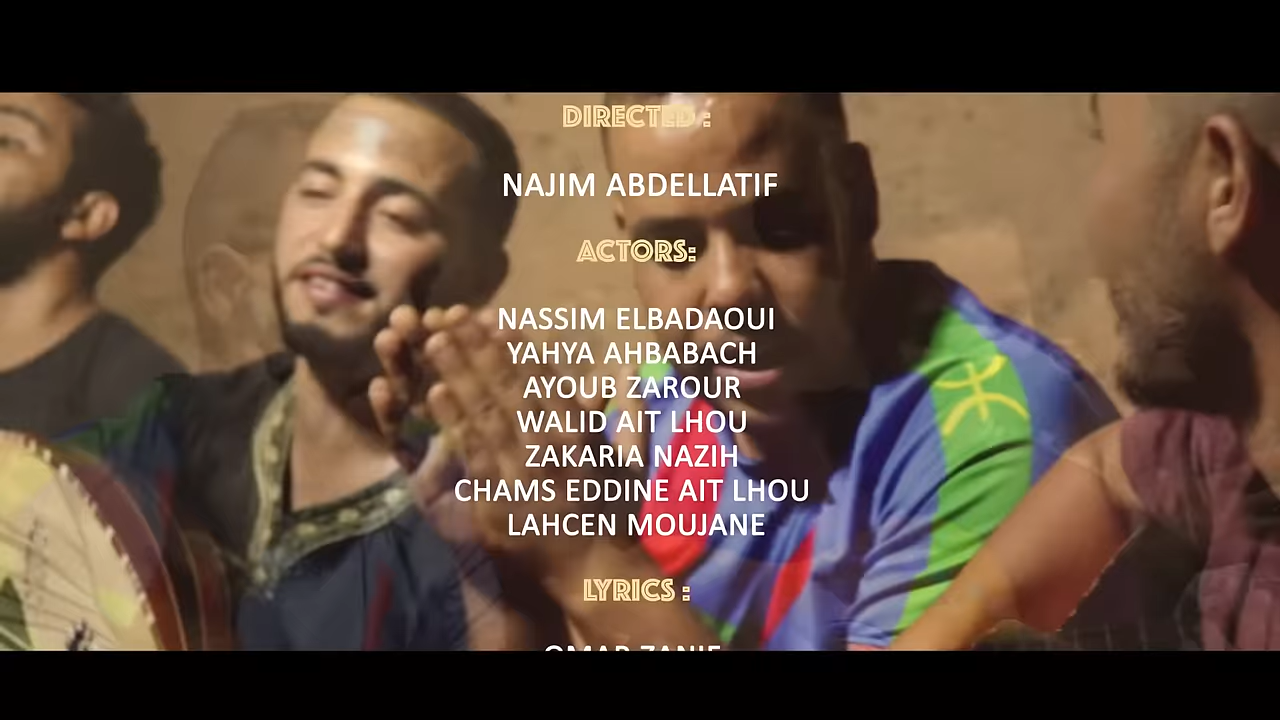 DIRECTED :
NAJIM ABDELLATIF
ACTORS:
NASSIM ELBADAOUI
YAHYA AHBABACH
AYOUB ZAROUR
WALID AIT LHOU
ZAKARIA NAZIH
CHAMS EDDINE AIT LHOU
LAHCEN MOUJANE
LYRICS :
OMAR